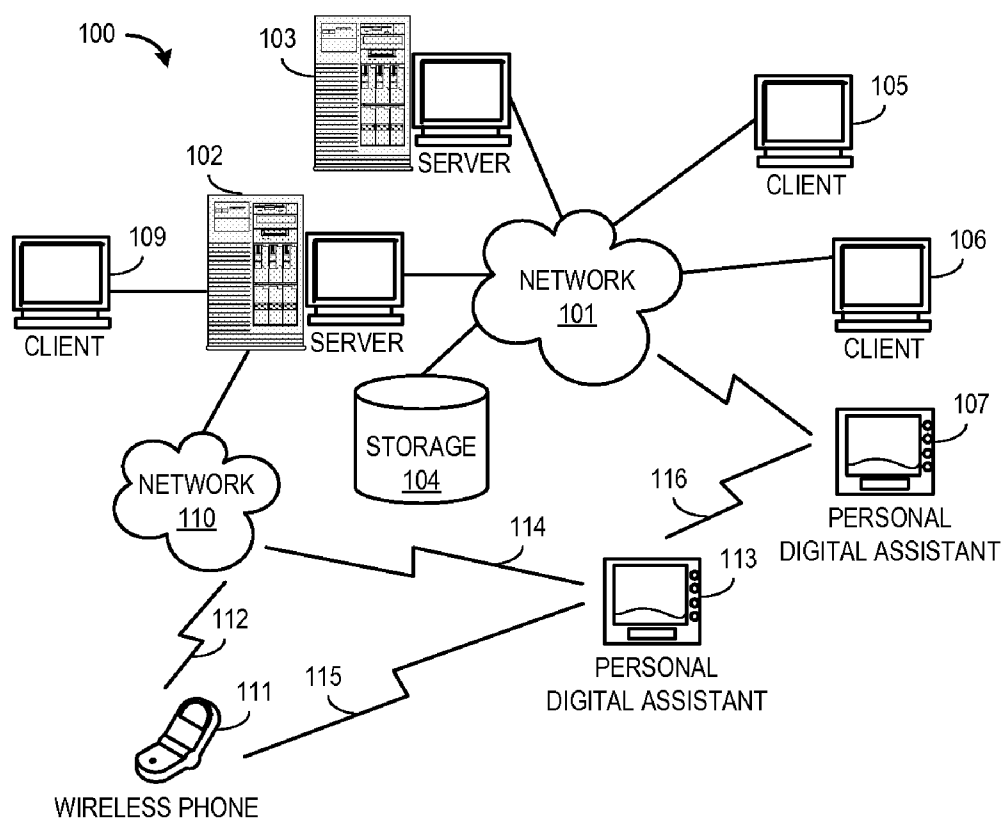 100
103
SERVER
105
CLIENT
102
SERVER
109
CLIENT
NETWORK
101
106
CLIENT
STORAGE
104
107
PERSONAL
DIGITAL ASSISTANT
NETWORK
110
116
114
113
PERSONAL
DIGITAL ASSISTANT
112
115
111
WIRELESS PHONE